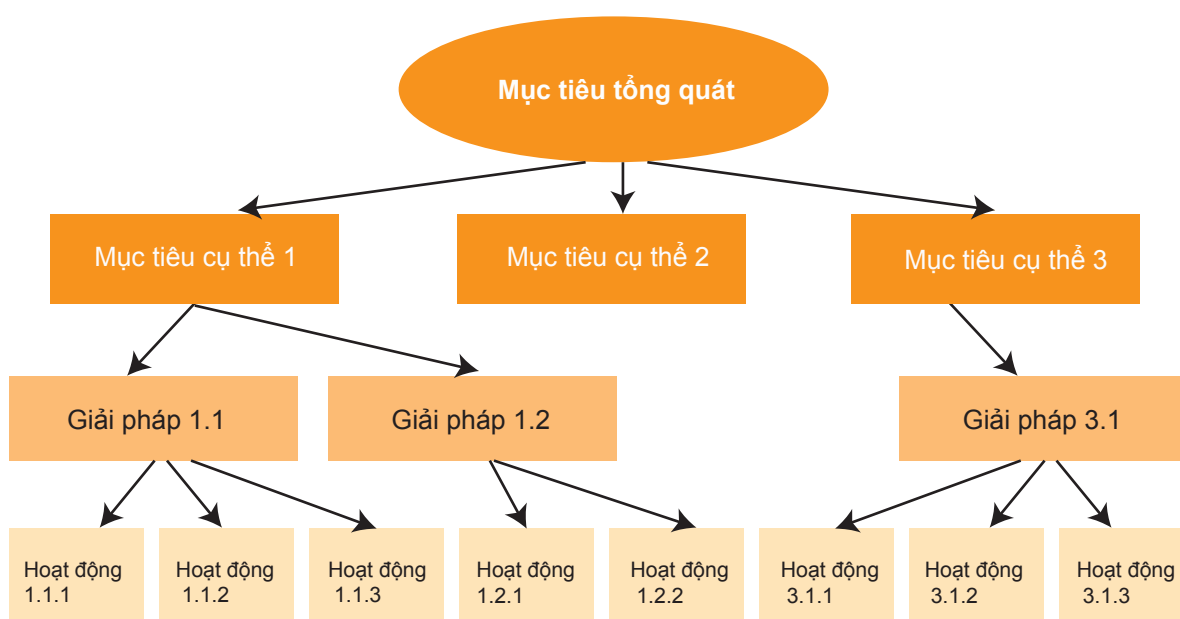 Mục tiêu tổng quát
Mục tiêu cụ thể 1
Mục tiêu cụ thể 2
Mục tiêu cụ thể 3
Giải pháp 1.1
Giải pháp 1.2
Giải pháp 3.1
Hoạt động
1.1.1
Hoạt động
1.1.2
Hoạt động
1.1.3
Hoạt động
1.2.1
Hoạt động
1.2.2
Hoạt động
3.1.1
Hoạt động
3.1.2
Hoạt động
3.1.3